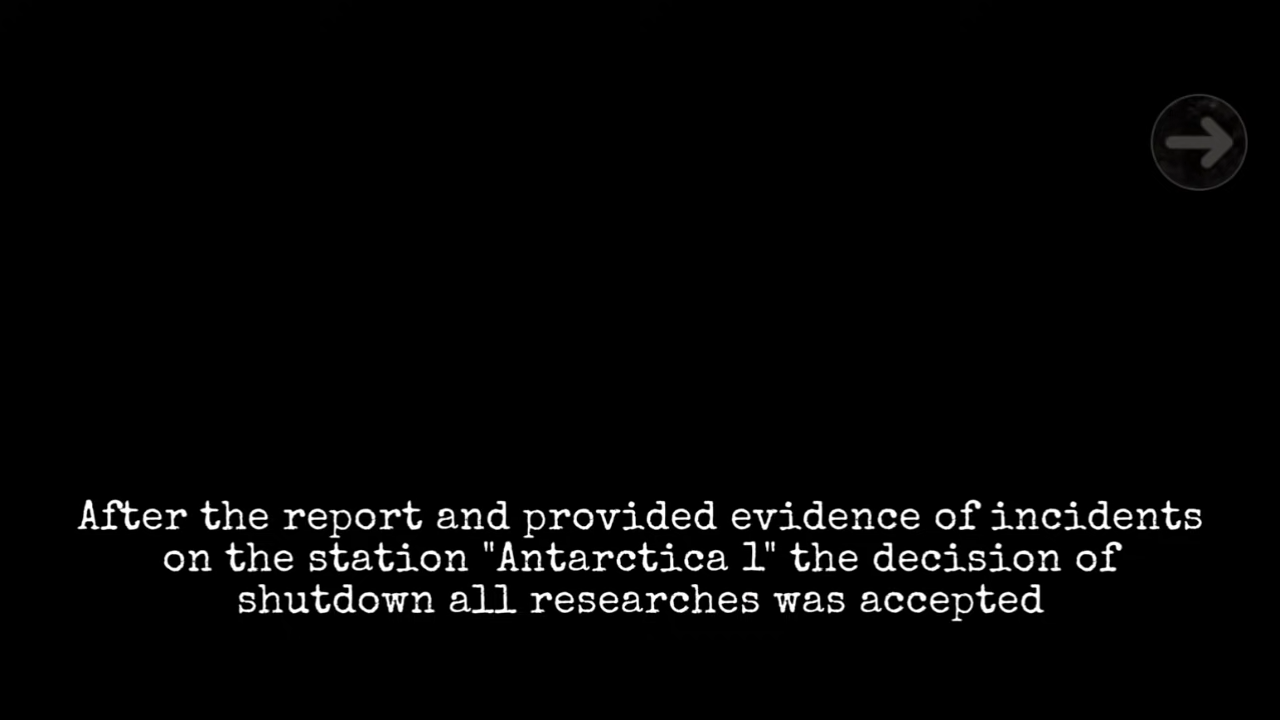 After the report and provided evidence of incidents
on the station "Antarctica 1" the decision of
shutdown all researches was accepted